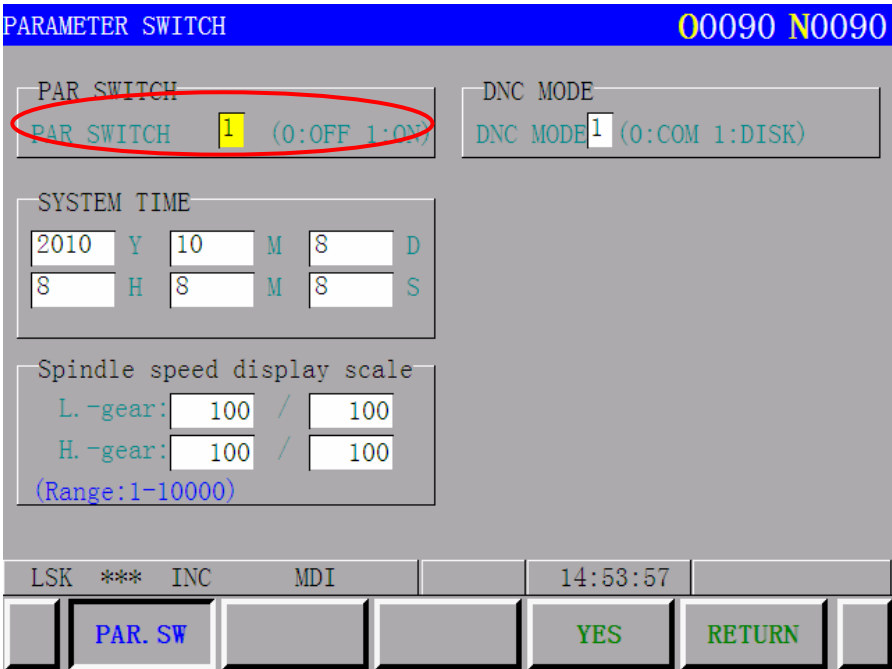 PARAMETER SWITCH O0090 N0090
PAR SWITCH
PAR SWITCH 1 (0:OFF 1:ON)
DNC MODE
DNC MODE 1 (0:COM 1:DISK)
SYSTEM TIME
2010 Y 10 M 8 D
8 H 8 M 8 S
Spindle speed display scale
L.-gear: 100 / 100
H.-gear: 100 / 100
(Range:1-10000)
LSK *** INC MDI 14:53:57
PAR.SW YES RETURN